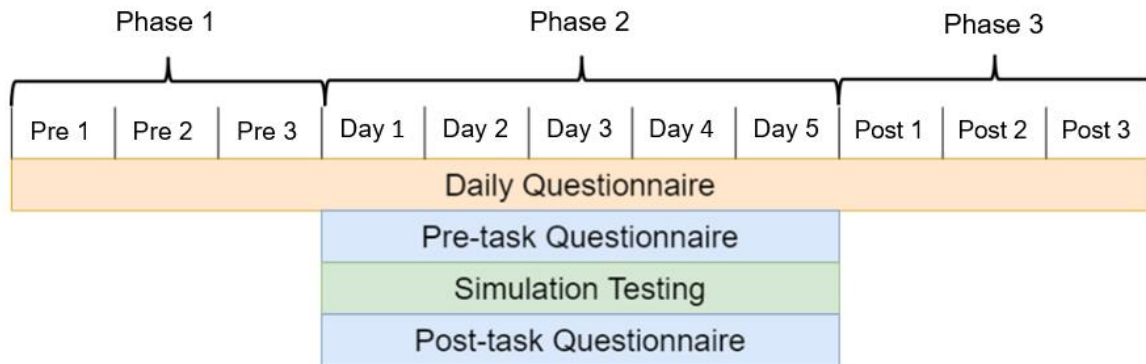 Phase 1 Phase 2 Phase 3
Pre 1 Pre 2 Pre 3 Day 1 Day 2 Day 3 Day 4 Day 5 Post 1 Post 2 Post 3
Daily Questionnaire
Pre-task Questionnaire
Simulation Testing
Post-task Questionnaire